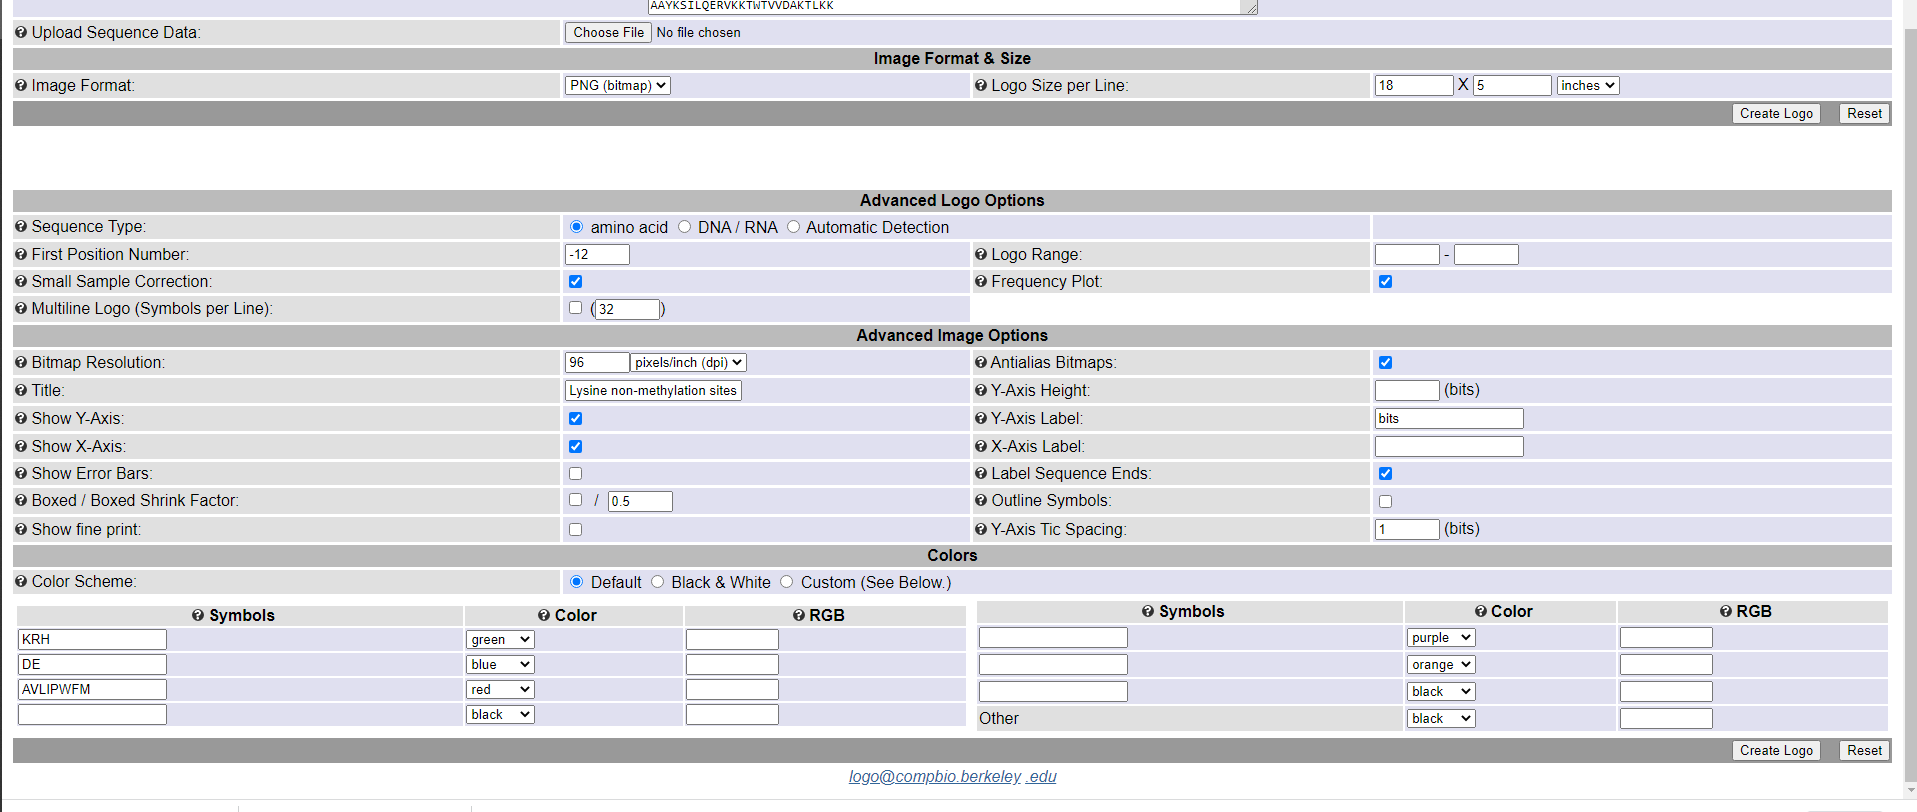 AAYKSILQERVKKTWTVVDAKTLKK
Upload Sequence Data: Choose File No file chosen
Image Format & Size
Image Format: PNG (bitmap) Logo Size per Line: 18 X 5 inches
Create Logo Reset
Advanced Logo Options
Sequence Type: amino acid DNA / RNA Automatic Detection
First Position Number: -12 Logo Range: -
Small Sample Correction: Frequency Plot:
Multiline Logo (Symbols per Line): (32)
Advanced Image Options
Bitmap Resolution: 96 pixels/inch (dpi) Antialias Bitmaps:
Title: Lysine non-methylation sites Y-Axis Height: (bits)
Show Y-Axis: Y-Axis Label: bits
Show X-Axis: X-Axis Label:
Show Error Bars: Label Sequence Ends:
Boxed / Boxed Shrink Factor: / 0.5 Outline Symbols:
Show fine print: Y-Axis Tic Spacing: 1 (bits)
Colors
Color Scheme: Default Black & White Custom (See Below.)
Symbols Color RGB Symbols Color RGB
KRH green purple
DE blue orange
AVLIPWFM red black
black Other black
Create Logo Reset
logo@compbio.berkeley .edu